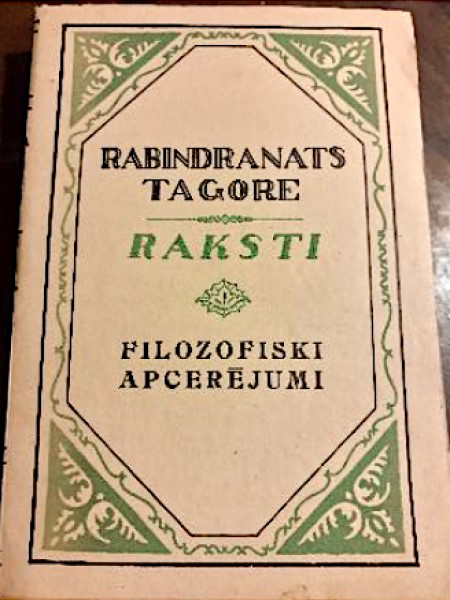 RABINDRANATS
TAGORE
RAKSTI
FILOZOFISKI
APCERĒJUMI